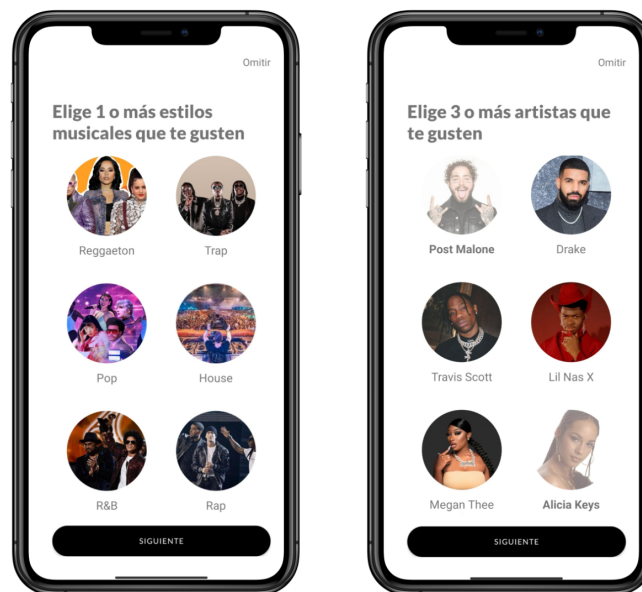 Omitir
Elige 1 o más estilos
musicales que te gusten
Reggaeton
Trap
Pop
House
R&B
Rap
SIGUIENTE
Omitir
Elige 3 o más artistas que
te gusten
Post Malone
Drake
Travis Scott
Lil Nas X
Megan Thee
Alicia Keys
SIGUIENTE